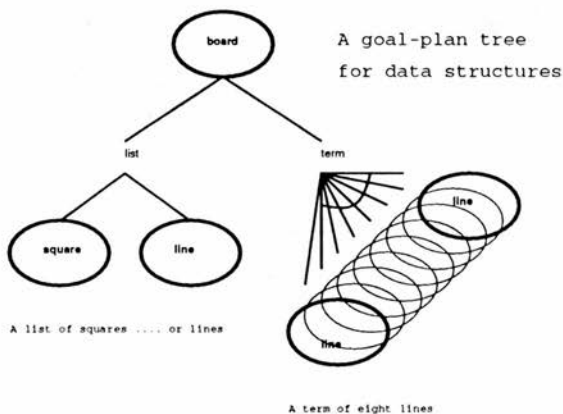 board
A goal-plan tree
for data structures
list
term
square
line
line
line
A list of squares .... or lines
A term of eight lines